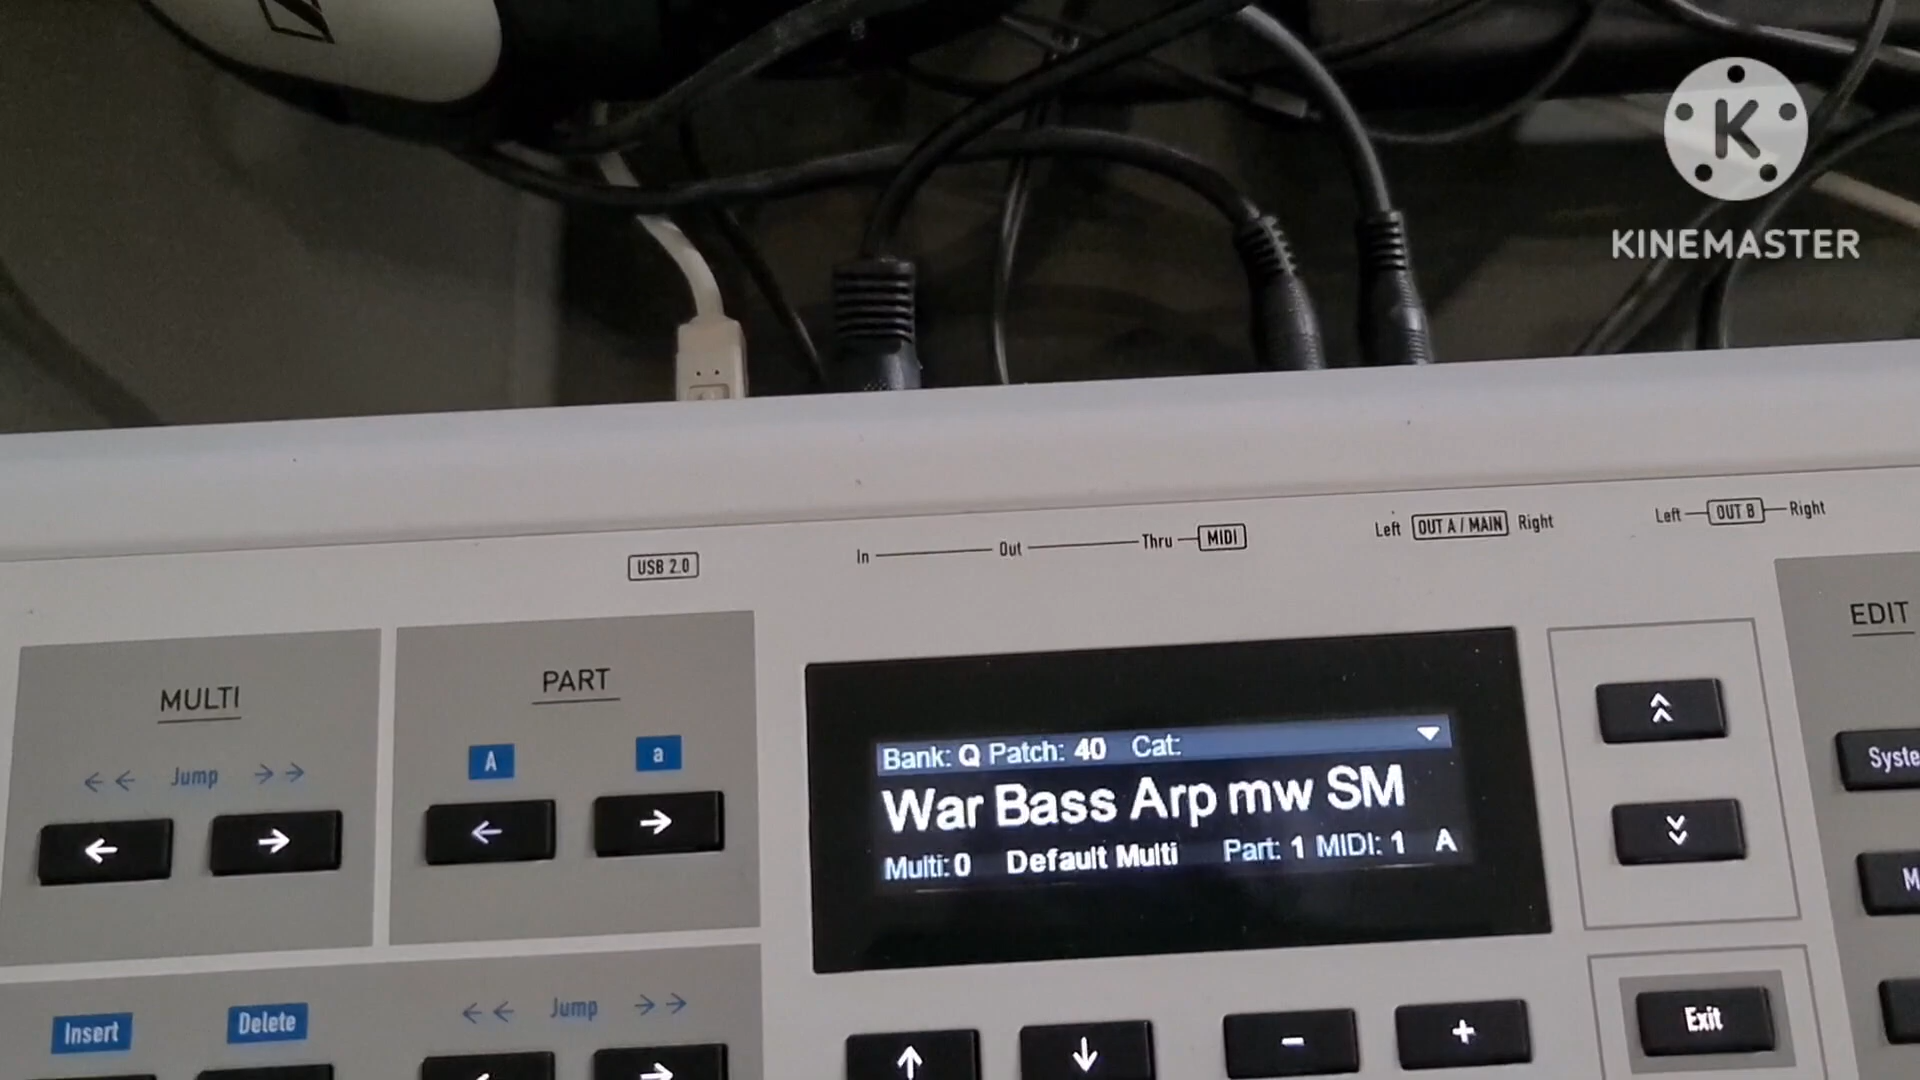 K
KINEMASTER
USB 2.0
In Out Thru MIDI
Left OUT A / MAIN Right
Left OUT B Right
MULTI
Jump
PART
A a
Bank: Q Patch: 40 Cat:
War Bass Arp mw SM
Multi: 0 Default Multi Part: 1 MIDI: 1 A
EDIT
Insert Delete
Jump
- +
Exit